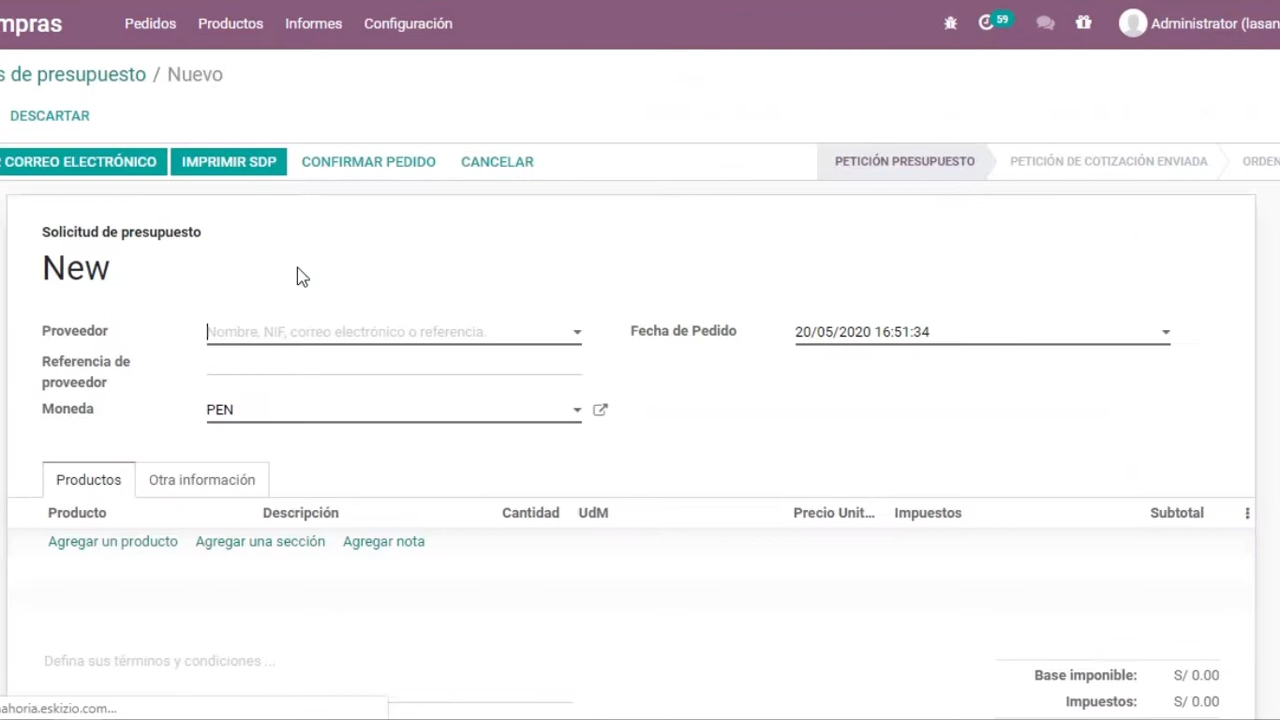 mpras Pedidos Productos Informes Configuración 59 Administrator (lasan
s de presupuesto / Nuevo
DESCARTAR
R CORREO ELECTRÓNICO IMPRIMIR SDP CONFIRMAR PEDIDO CANCELAR PETICIÓN PRESUPUESTO PETICIÓN DE COTIZACIÓN ENVIADA ORDEN
Solicitud de presupuesto
New
Proveedor Nombre, NIF, correo electrónico o referencia. Fecha de Pedido 20/05/2020 16:51:34
Referencia de
proveedor
Moneda PEN
Productos Otra información
Producto Descripción Cantidad UdM Precio Unit... Impuestos Subtotal
Agregar un producto Agregar una sección Agregar nota
Defina sus términos y condiciones ...
Base imponible: S/ 0.00
Impuestos: S/ 0.00
nahoria.eskizio.com...